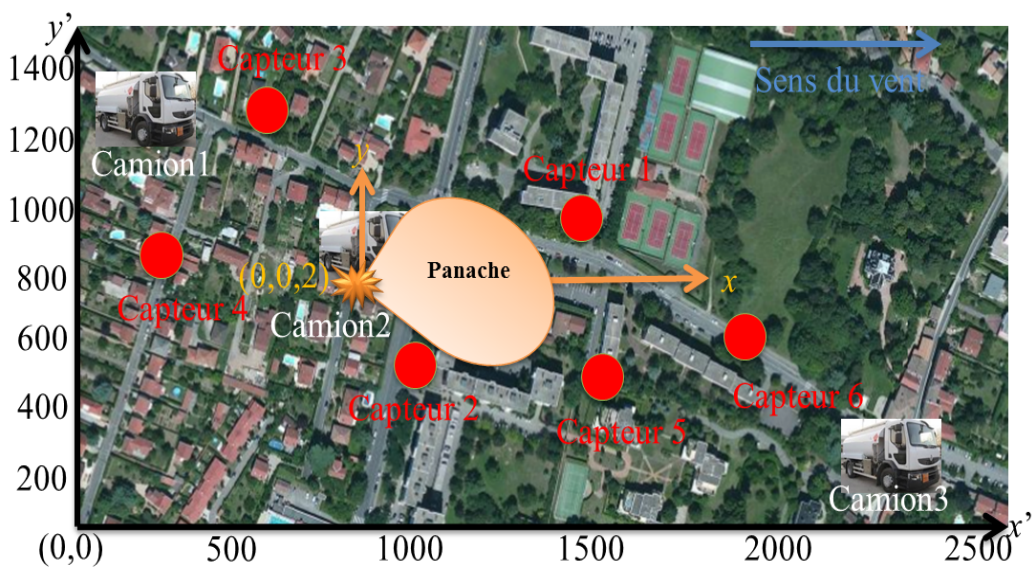 y’
1400
Capteur 3
Sens du vent
1200
Camion1
y
Capteur 1
1000
(0,0,2)
Panache
x
800
Capteur 4
Camion2
600
Capteur 2
Capteur 6
400
Capteur 5
200
Camion3
(0,0)
500
1000
1500
2000
2500
x’